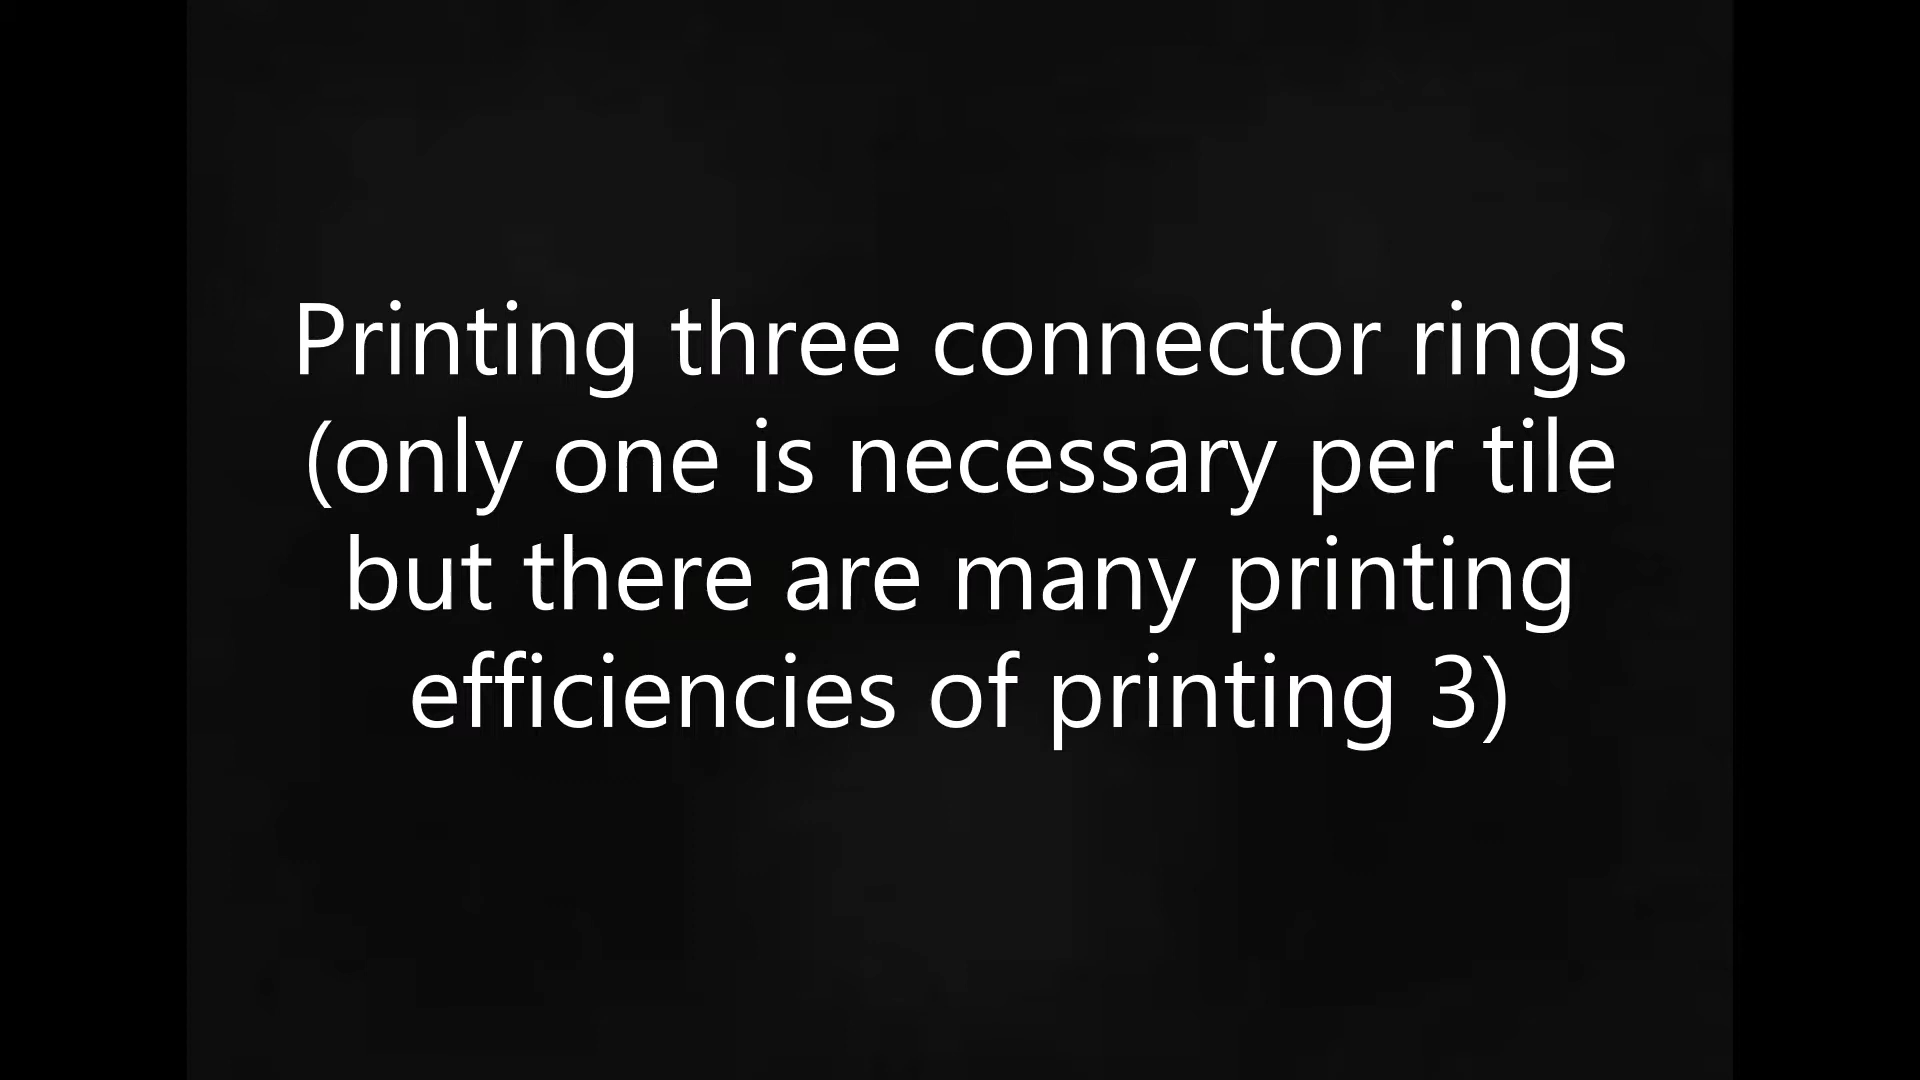 Printing three connector rings
(only one is necessary per tile
but there are many printing
efficiencies of printing 3)